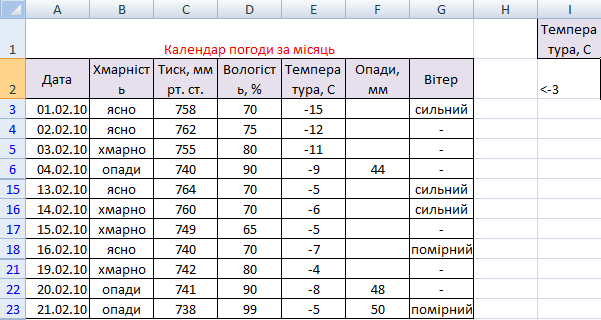 A B C D E F G H I
1 Календар погоди за місяць Темпера
тура, С
2 Дата Хмарніст
ь Тиск, мм
рт. ст. Вологіст
ь, % Темпера
тура, С Опади,
мм Вітер <-3
3 01.02.10 ясно 758 70 -15 сильний
4 02.02.10 ясно 762 75 -12 -
5 03.02.10 хмарно 755 80 -11 -
6 04.02.10 опади 740 90 -9 44 -
15 13.02.10 ясно 764 70 -5 сильний
16 14.02.10 хмарно 760 70 -6 сильний
17 15.02.10 хмарно 749 65 -5 -
18 16.02.10 ясно 740 70 -7 помірний
21 19.02.10 хмарно 742 80 -4 -
22 20.02.10 опади 741 90 -8 48 -
23 21.02.10 опади 738 99 -5 50 помірний